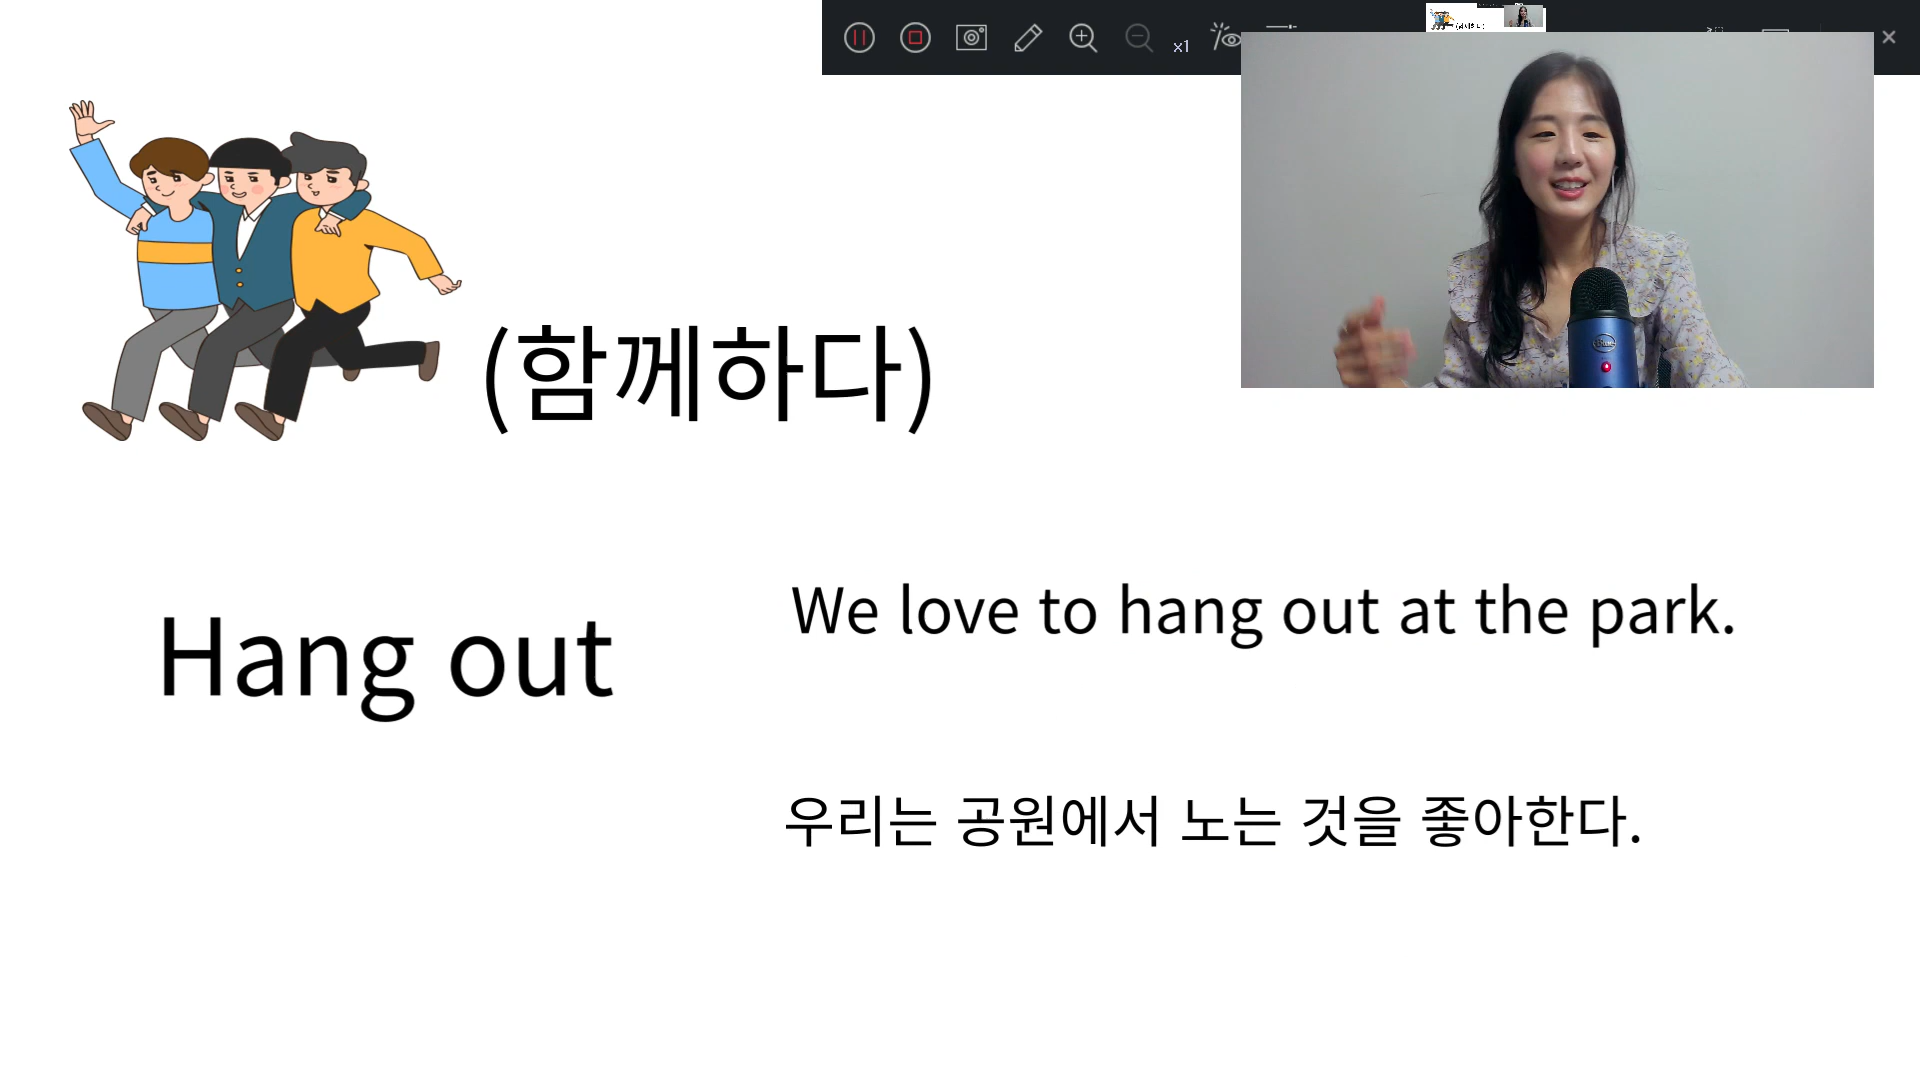 x1
(함께하다)
Hang out
We love to hang out at the park.
우리는 공원에서 노는 것을 좋아한다.